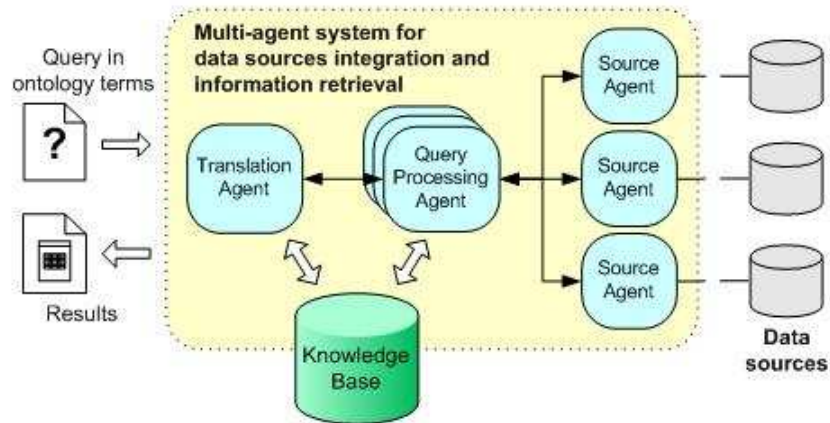 Query in
ontology terms
?
Results
Multi-agent system for
data sources integration and
information retrieval
Translation
Agent
Query
Processing
Agent
Source
Agent
Source
Agent
Source
Agent
Knowledge
Base
Data
sources